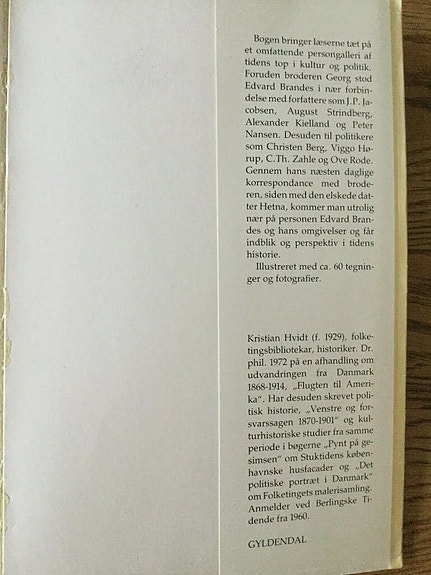 Bogen bringer læserne tæt på
et omfattende persongalleri af
tidens top i kultur og politik.
Foruden broderen Georg stod
Edvard Brandes i nær forbin-
delse med forfattere som J.P. Ja-
cobsen, August Strindberg,
Alexander Kielland og Peter
Nansen. Desuden til politikere
som Christen Berg, Viggo Hø-
rup, C.Th. Zahle og Ove Rode.
Gennem hans næsten daglige
korrespondance med brode-
ren, siden med den elskede dat-
ter Hetna, kommer man utrolig
nær på personen Edvard Bran-
des og hans omgivelser og får
indblik og perspektiv i tidens
historie.
Illustreret med ca. 60 tegnin-
ger og fotografier.
Kristian Hvidt (f. 1929), folke-
tingsbibliotekar, historiker. Dr.
phil. 1972 på en afhandling om
udvandringen fra Danmark
1868-1914, „Flugten til Ameri-
ka“. Har desuden skrevet poli-
tisk historie, „Venstre og for-
svarssagen 1870-1901“ og kul-
turhistoriske studier fra samme
periode i bøgerne „Pynt på ge-
simsen“ om Stuktidens køben-
havnske husfacader og „Det
politiske portræt i Danmark“
om Folketingets malerisamling.
Anmelder ved Berlingske Ti-
dende fra 1960.
GYLDENDAL